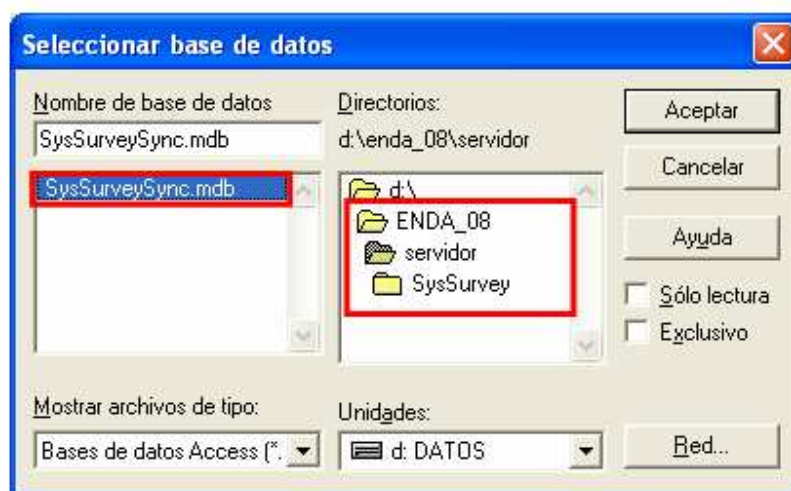 Seleccionar base de datos
Nombre de base de datos
SysSurveySync.mdb
SysSurveySync.mdb
Directorios:
d:\enda_08\servidor
d:\
ENDA_08
servidor
SysSurvey
Aceptar
Cancelar
Ayuda
Sólo lectura
Exclusivo
Mostrar archivos de tipo:
Bases de datos Access (*.
Unidades:
d: DATOS
Red...